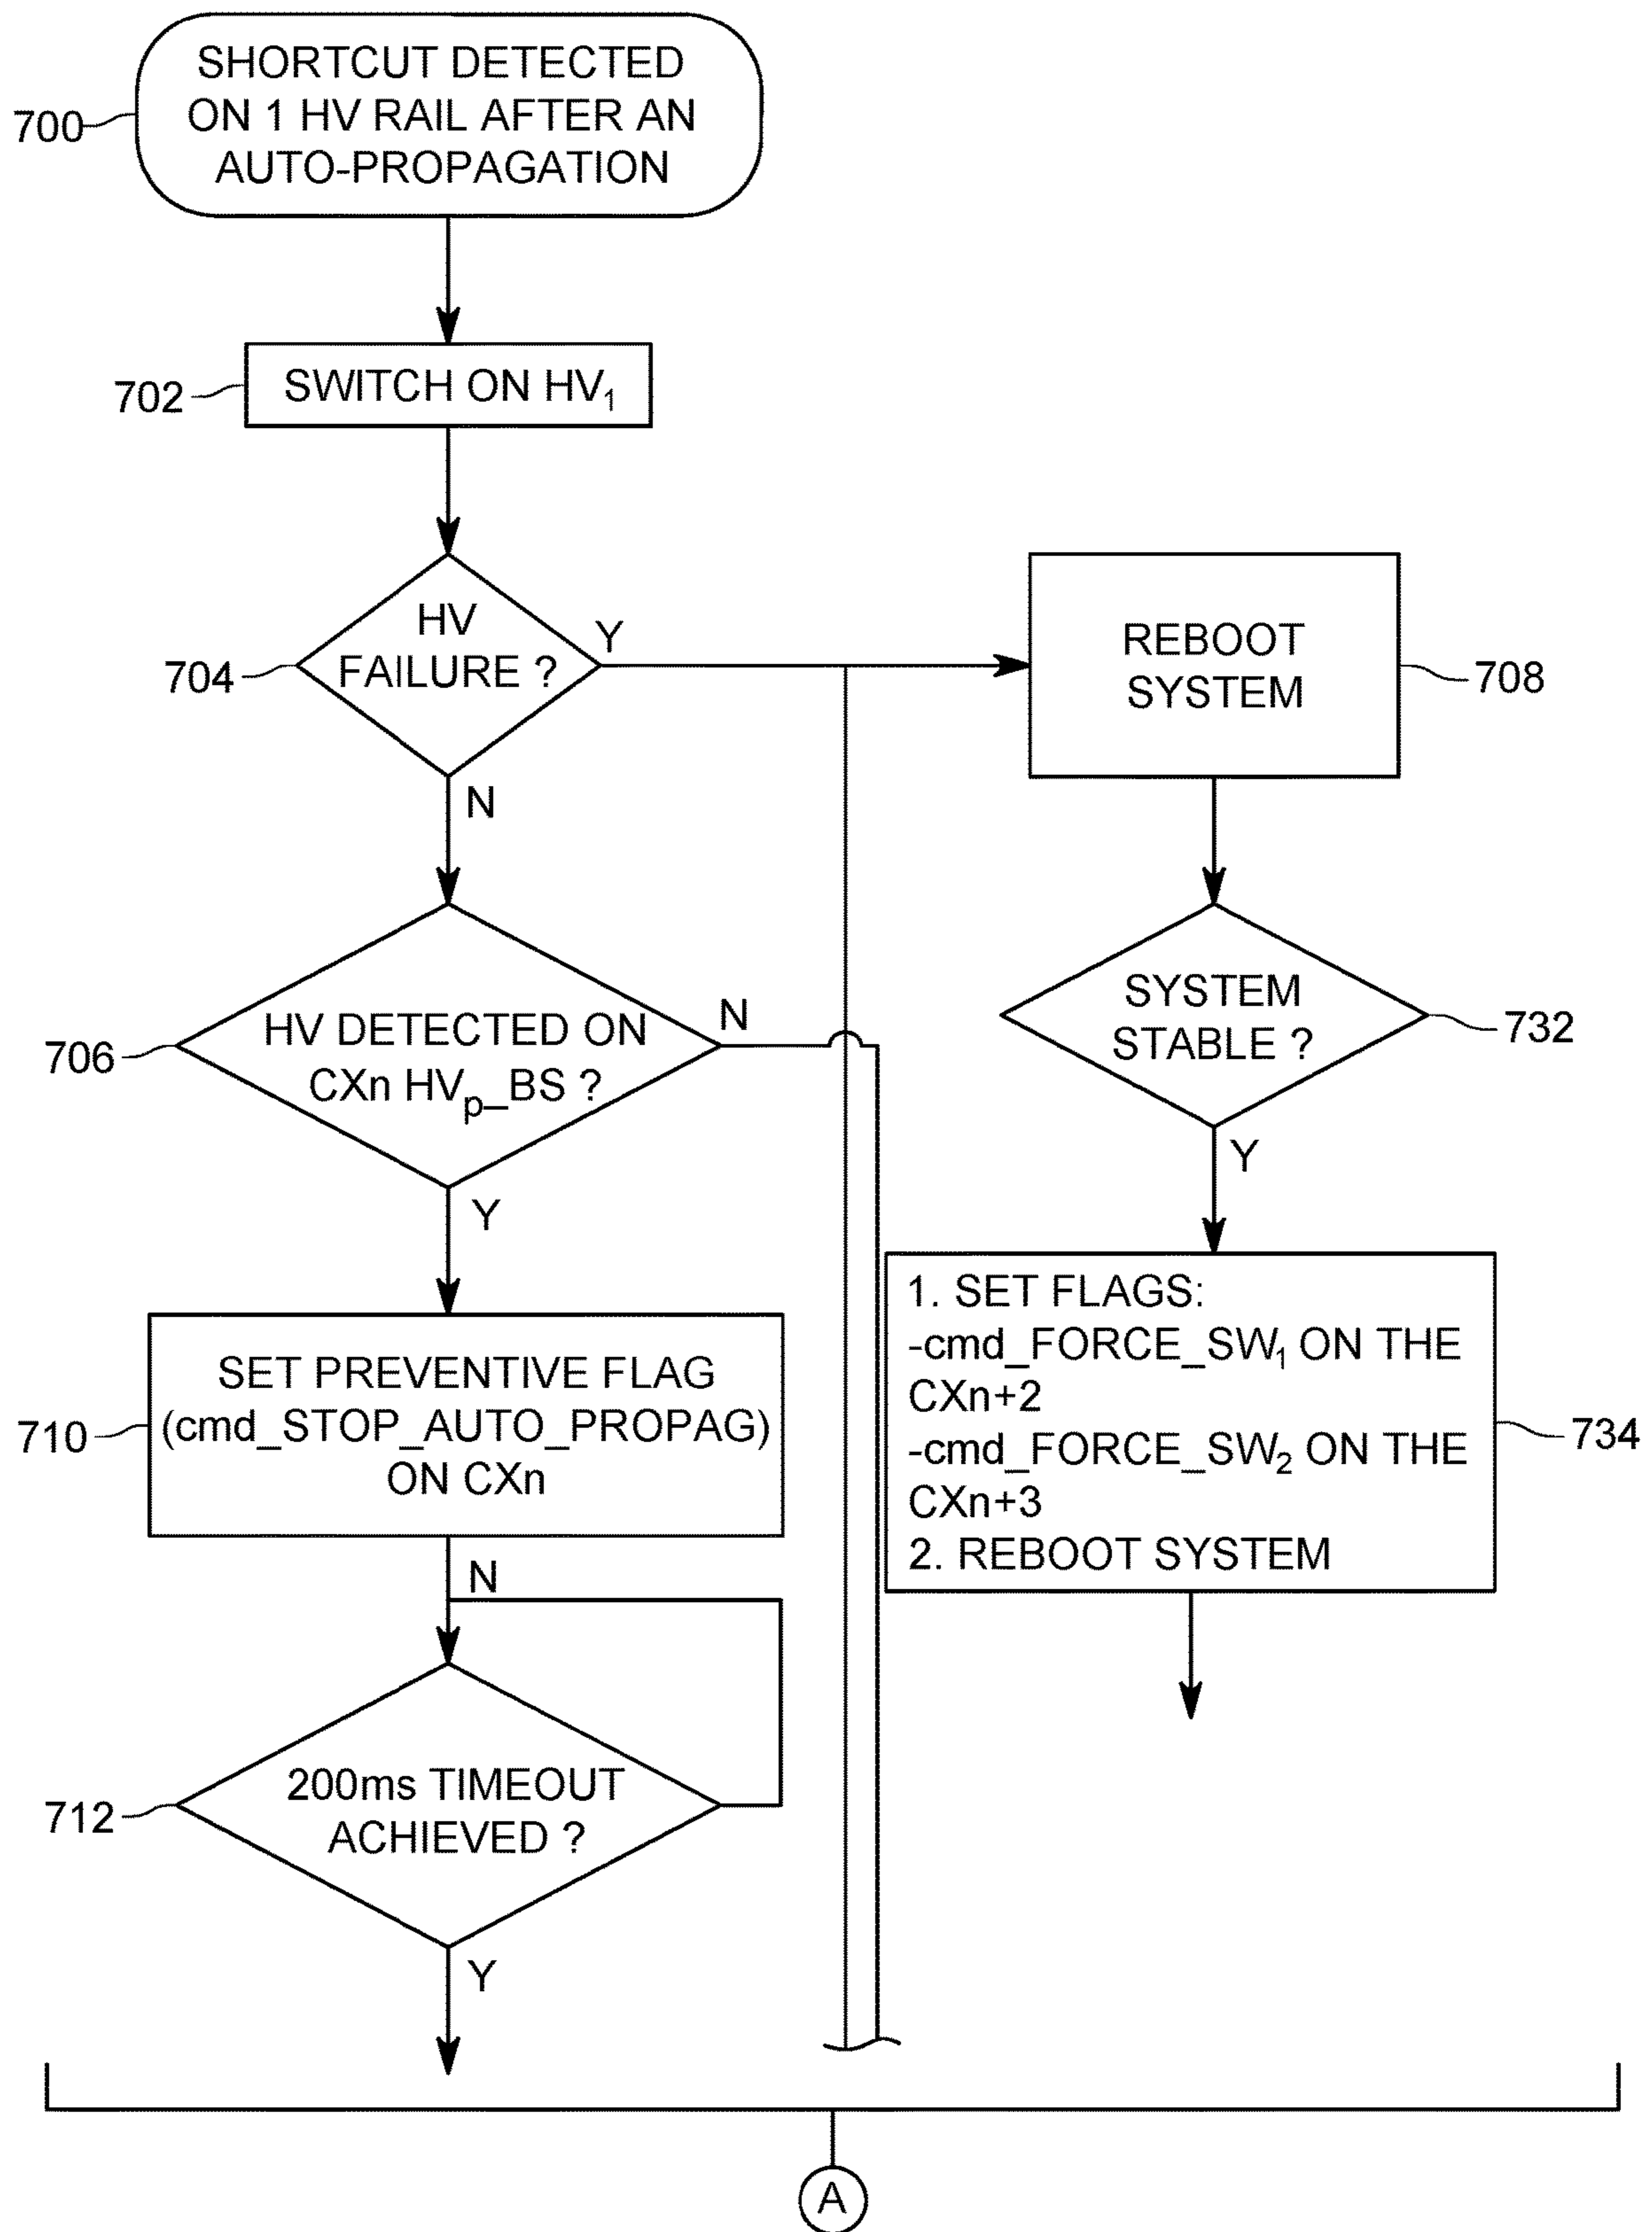 SHORTCUT DETECTED
ON 1 HV RAIL AFTER AN
AUTO-PROPAGATION
700
SWITCH ON HV₁
702
HV
FAILURE ?
704
Y
N
REBOOT
SYSTEM
708
HV DETECTED ON
CXn HVₚ_BS ?
706
N
Y
SYSTEM
STABLE ?
732
Y
SET PREVENTIVE FLAG
(cmd_STOP_AUTO_PROPAG)
ON CXn
710
1. SET FLAGS:
-cmd_FORCE_SW₁ ON THE
CXn+2
-cmd_FORCE_SW₂ ON THE
CXn+3
2. REBOOT SYSTEM
734
N
200ms TIMEOUT
ACHIEVED ?
712
Y
A